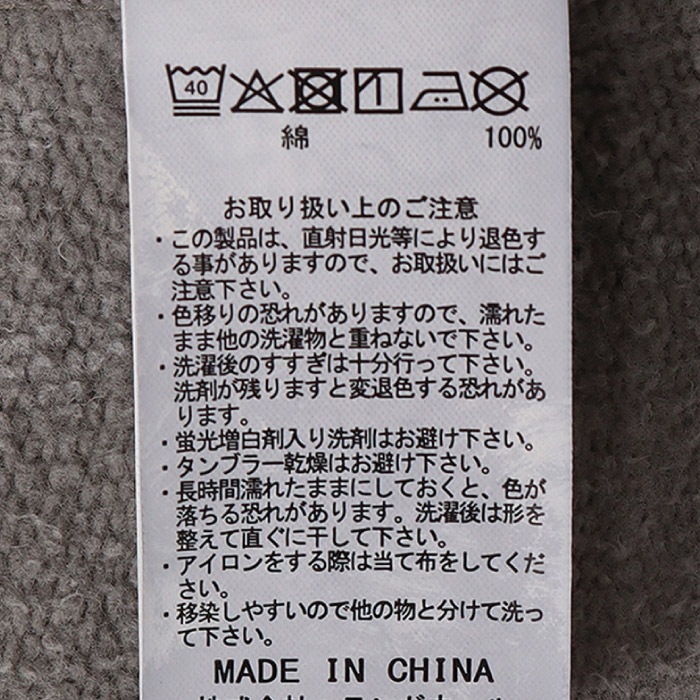 40
綿 100%
お取り扱い上のご注意
・この製品は、直射日光等により退色す
る事がありますので、お取扱いにはご
注意下さい。
・色移りの恐れがありますので、濡れた
まま他の洗濯物と重ねないで下さい。
・洗濯後のすすぎは十分行って下さい。
洗剤が残りますと変退色する恐れがあ
ります。
・蛍光増白剤入り洗剤はお避け下さい。
・タンブラー乾燥はお避け下さい。
・長時間濡れたままにしておくと、色が
落ちる恐れがあります。洗濯後は形を
整えて直ぐに干して下さい。
・アイロンをする際は当て布をしてくだ
さい。
・移染しやすいので他の物と分けて洗っ
て下さい。
MADE IN CHINA